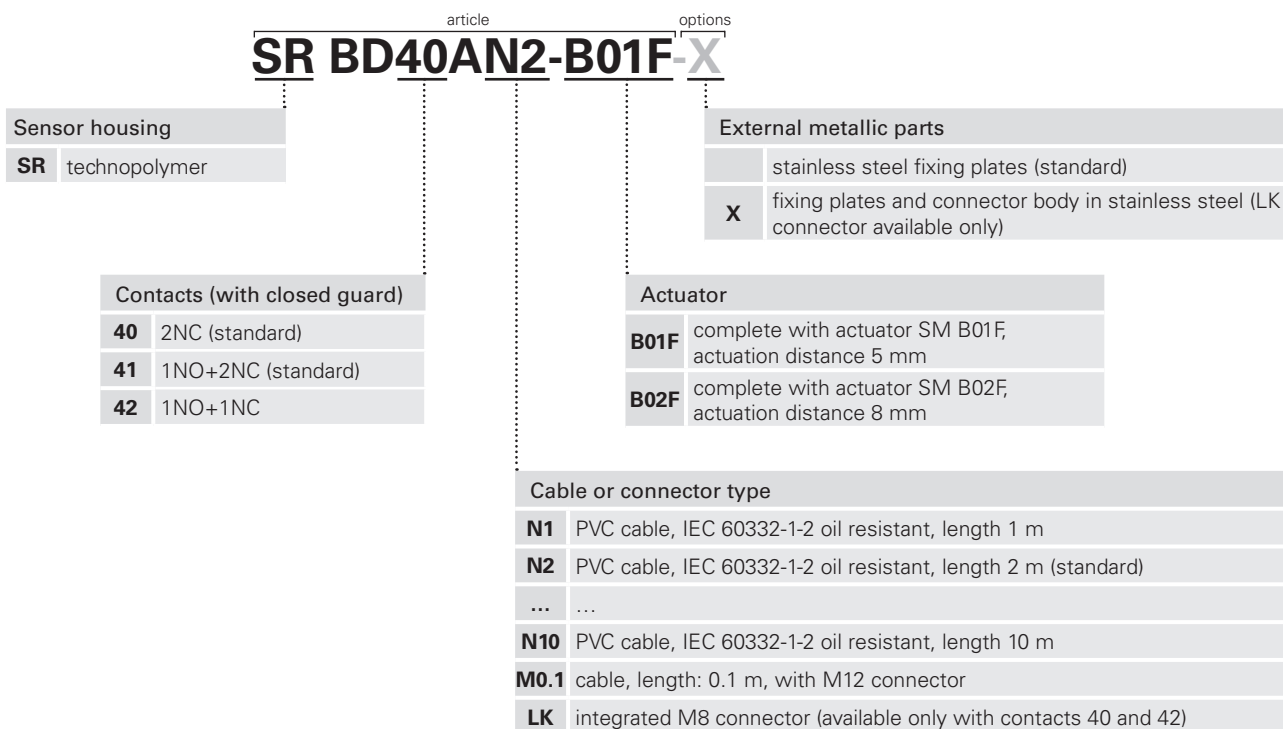 article options
SR BD40AN2-B01F-X
Sensor housing
SR technopolymer
External metallic parts
stainless steel fixing plates (standard)
X fixing plates and connector body in stainless steel (LK
connector available only)
Contacts (with closed guard)
40 2NC (standard)
41 1NO+2NC (standard)
42 1NO+1NC
Actuator
B01F complete with actuator SM B01F,
actuation distance 5 mm
B02F complete with actuator SM B02F,
actuation distance 8 mm
Cable or connector type
N1 PVC cable, IEC 60332-1-2 oil resistant, length 1 m
N2 PVC cable, IEC 60332-1-2 oil resistant, length 2 m (standard)
... ...
N10 PVC cable, IEC 60332-1-2 oil resistant, length 10 m
M0.1 cable, length: 0.1 m, with M12 connector
LK integrated M8 connector (available only with contacts 40 and 42)